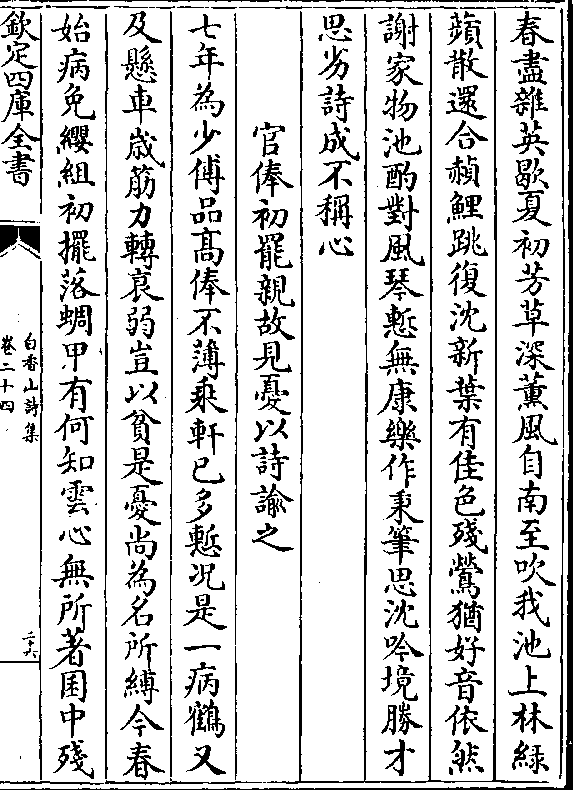 春盡雜英歇夏初芳草深薰風自南至吹我池上林緑
蘋散還合赬鯉跳復沈新葉有佳色殘鶯猶好音依然
謝家物池酌對風琴慙無康樂作秉筆思沈吟境勝才
思劣詩成不稱心
官俸初罷親故見憂以詩諭之
七年為少傅品髙俸不薄乘軒已多慙况是一病鶴又
及懸車嵗筋力轉衰弱豈以貧是憂尚為名所縛今春
始病免纓組初擺落蜩甲有何知雲心無所著囷中殘
欽定四庫全書
白香山詩集
卷二十四
二十六